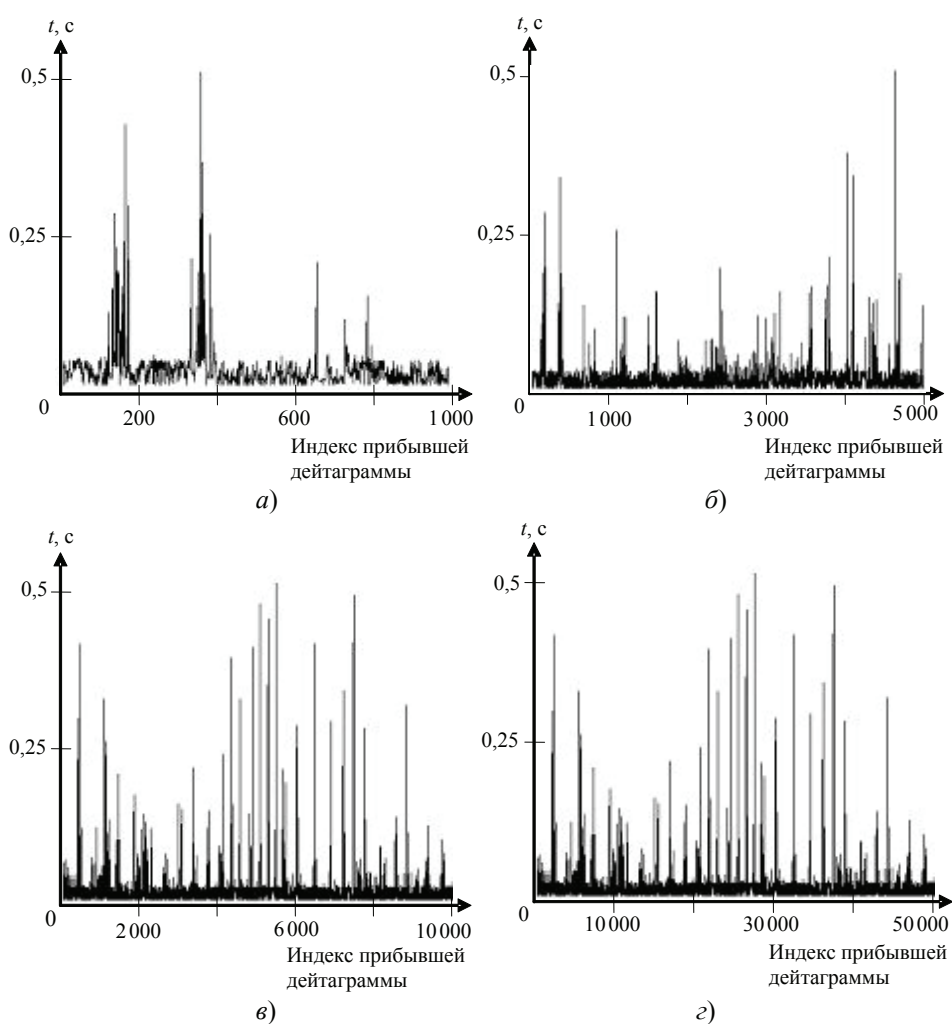 t, с
0,5
0,25
0
200
600
1 000
Индекс прибывшей
дейтаграммы
а)
t, с
0,5
0,25
0
1 000
3 000
5 000
Индекс прибывшей
дейтаграммы
б)
t, с
0,5
0,25
0
2 000
6 000
10 000
Индекс прибывшей
дейтаграммы
в)
t, с
0,5
0,25
0
10 000
30 000
50 000
Индекс прибывшей
дейтаграммы
г)